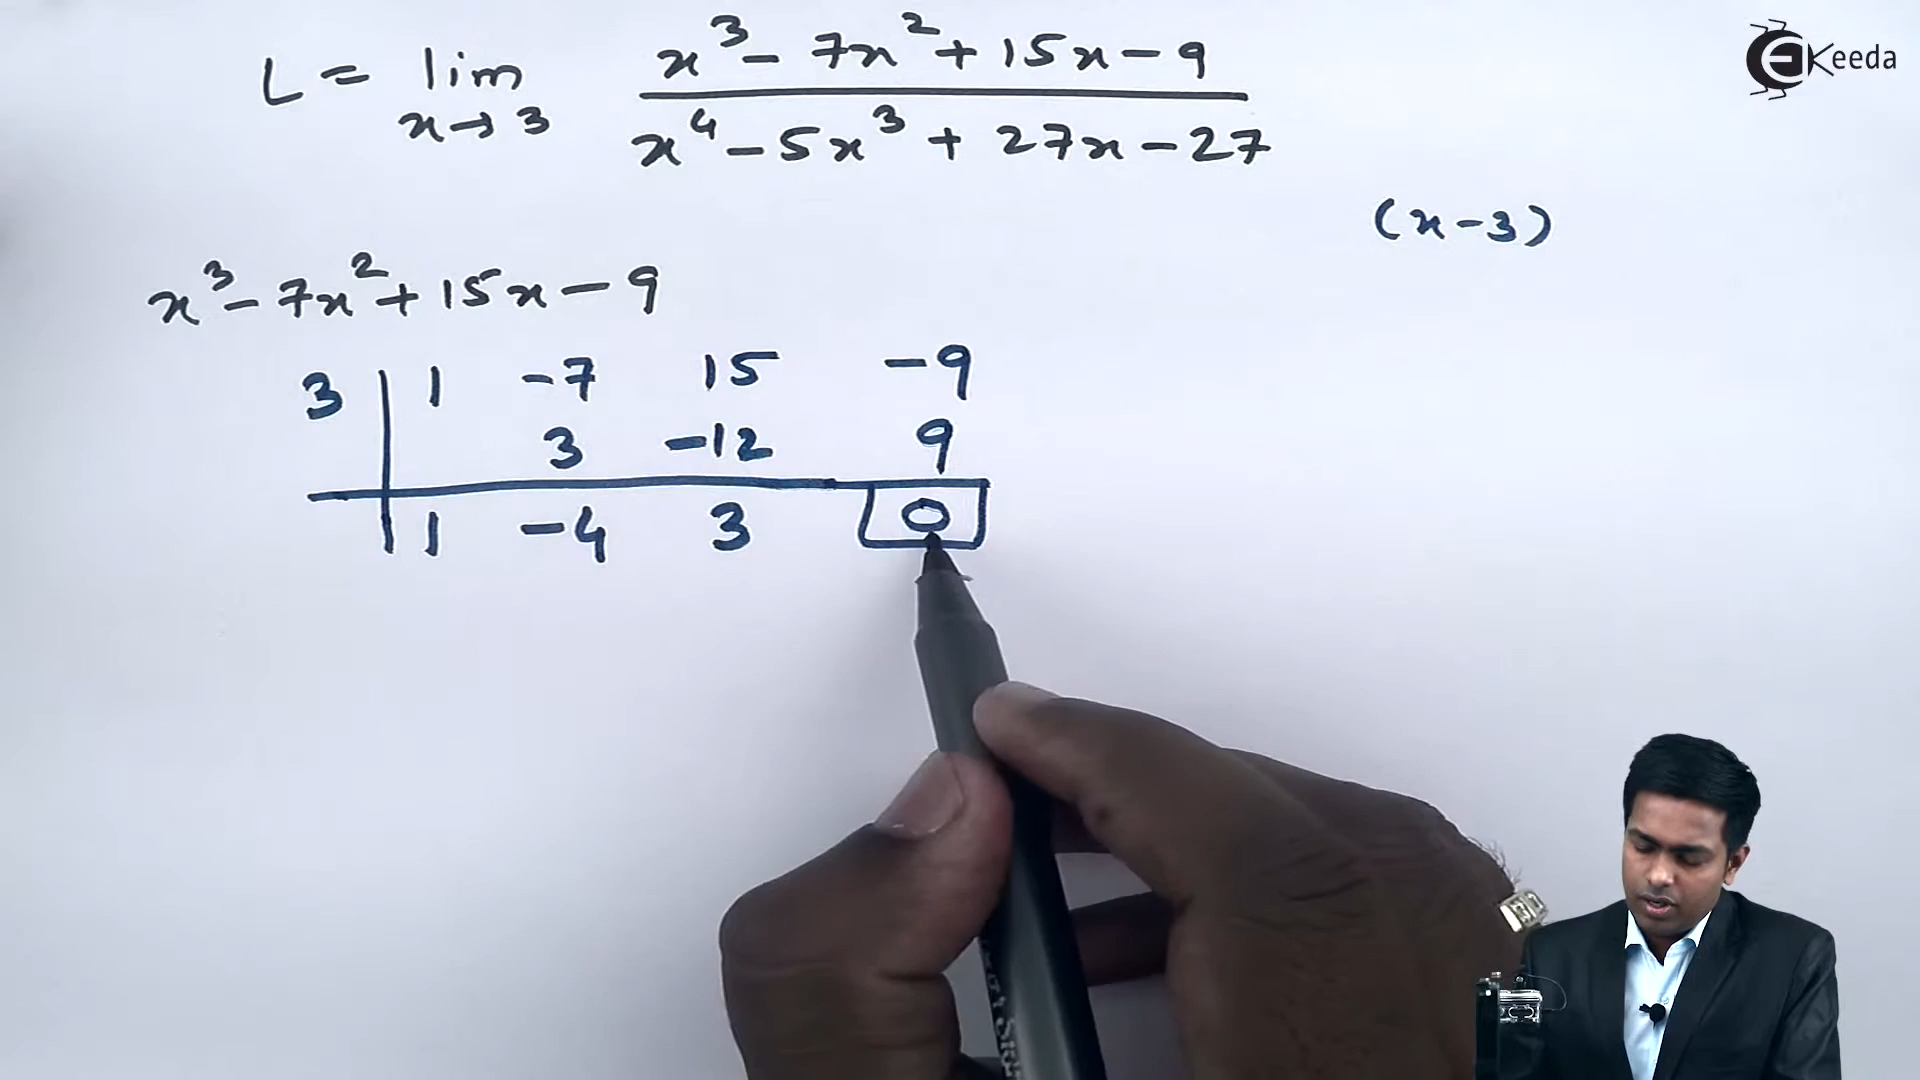 L = lim x³ - 7x² + 15x - 9
x→3 x⁴ - 5x³ + 27x - 27
(x-3)
x³ - 7x² + 15x - 9
3 | 1 -7 15 -9
3 -12 9
1 -4 3 0
EKeeda